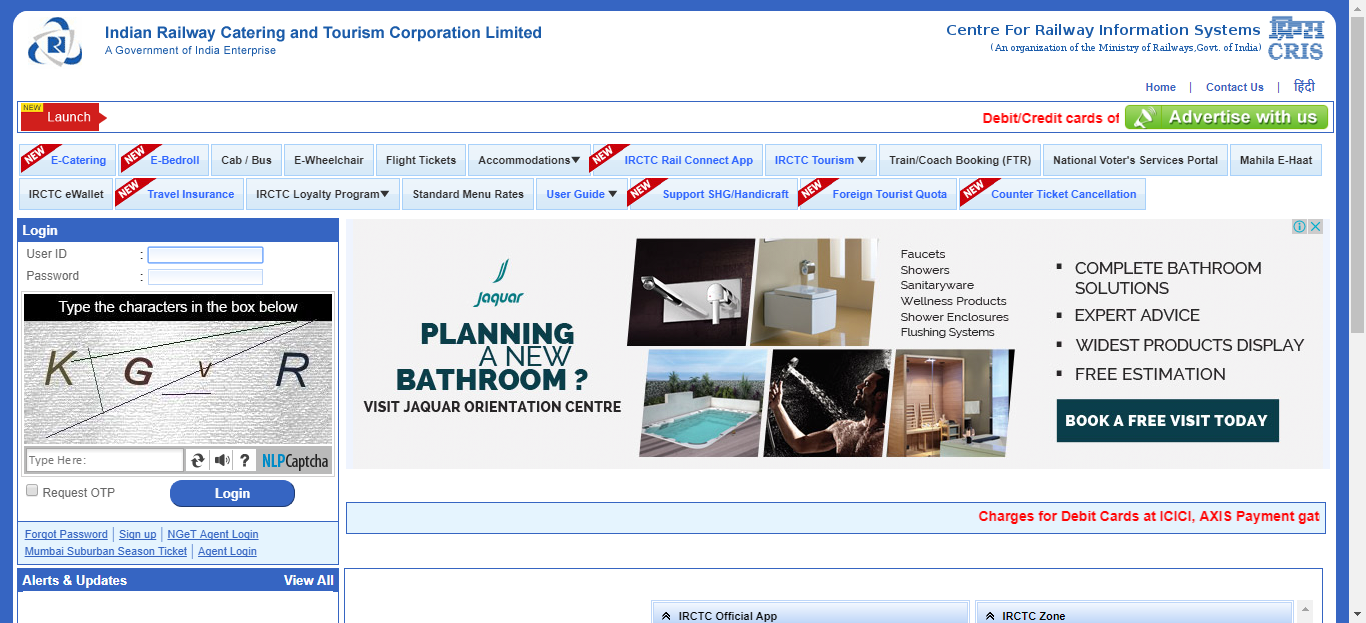 Indian Railway Catering and Tourism Corporation Limited
A Government of India Enterprise
Centre For Railway Information Systems
(An organization of the Ministry of Railways,Govt. of India)
CRIS
Home | Contact Us | हिंदी
NEW
Launch
Debit/Credit cards of
Advertise with us
NEW E-Catering NEW E-Bedroll Cab / Bus E-Wheelchair Flight Tickets Accommodations▼ NEW IRCTC Rail Connect App IRCTC Tourism ▼ Train/Coach Booking (FTR) National Voter's Services Portal Mahila E-Haat
IRCTC eWallet NEW Travel Insurance IRCTC Loyalty Program▼ Standard Menu Rates User Guide ▼ NEW Support SHG/Handicraft NEW Foreign Tourist Quota NEW Counter Ticket Cancellation
Login
User ID :
Password :
Type the characters in the box below
K G v R
Type Here:
? NLPCaptcha
Request OTP
Login
Forgot Password | Sign up | NGeT Agent Login
Mumbai Suburban Season Ticket | Agent Login
Alerts & Updates View All
Jaquar
PLANNING
A NEW
BATHROOM ?
VISIT JAQUAR ORIENTATION CENTRE
Faucets
Showers
Sanitaryware
Wellness Products
Shower Enclosures
Flushing Systems
▪ COMPLETE BATHROOM
SOLUTIONS
▪ EXPERT ADVICE
▪ WIDEST PRODUCTS DISPLAY
▪ FREE ESTIMATION
BOOK A FREE VISIT TODAY
Charges for Debit Cards at ICICI, AXIS Payment gat
IRCTC Official App
IRCTC Zone